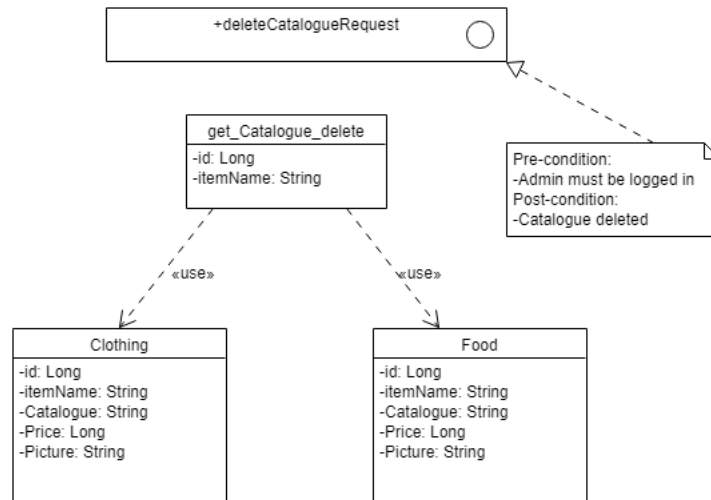 +deleteCatalogueRequest
get_Catalogue_delete
-id: Long
-itemName: String
Pre-condition:
-Admin must be logged in
Post-condition:
-Catalogue deleted
«use»
«use»
Clothing
-id: Long
-itemName: String
-Catalogue: String
-Price: Long
-Picture: String
Food
-id: Long
-itemName: String
-Catalogue: String
-Price: Long
-Picture: String